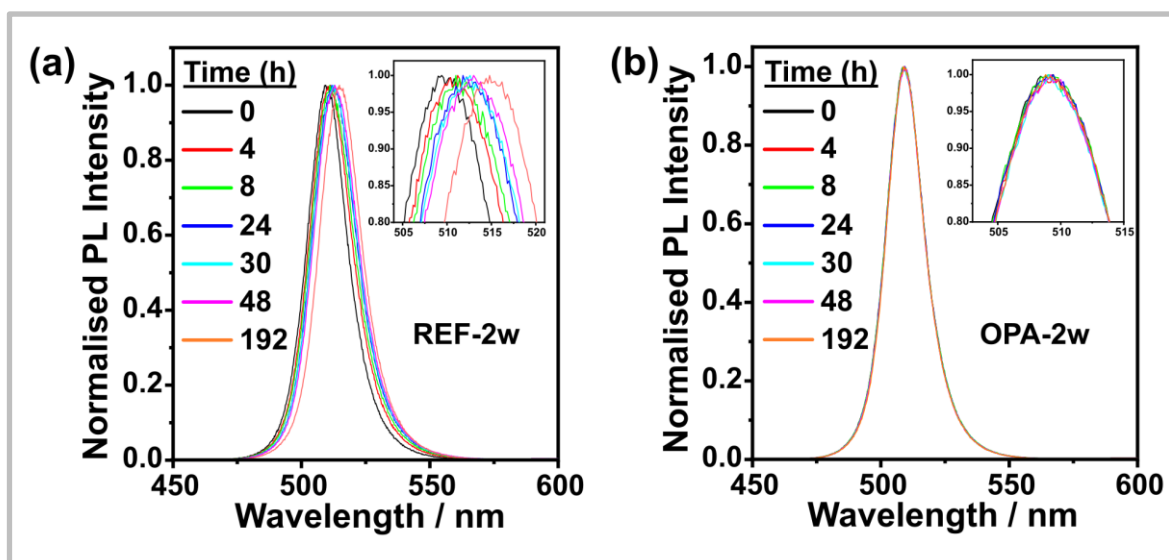 (a)
Normalised PL Intensity
1.0
0.8
0.6
0.4
0.2
0.0
Time (h)
0
4
8
24
30
48
192
1.00
0.95
0.90
0.85
0.80
505 510 515 520
REF-2w
450 500 550 600
Wavelength / nm
(b)
Normalised PL Intensity
1.0
0.8
0.6
0.4
0.2
0.0
Time (h)
0
4
8
24
30
48
192
1.00
0.95
0.90
0.85
0.80
505 510 515
OPA-2w
450 500 550 600
Wavelength / nm